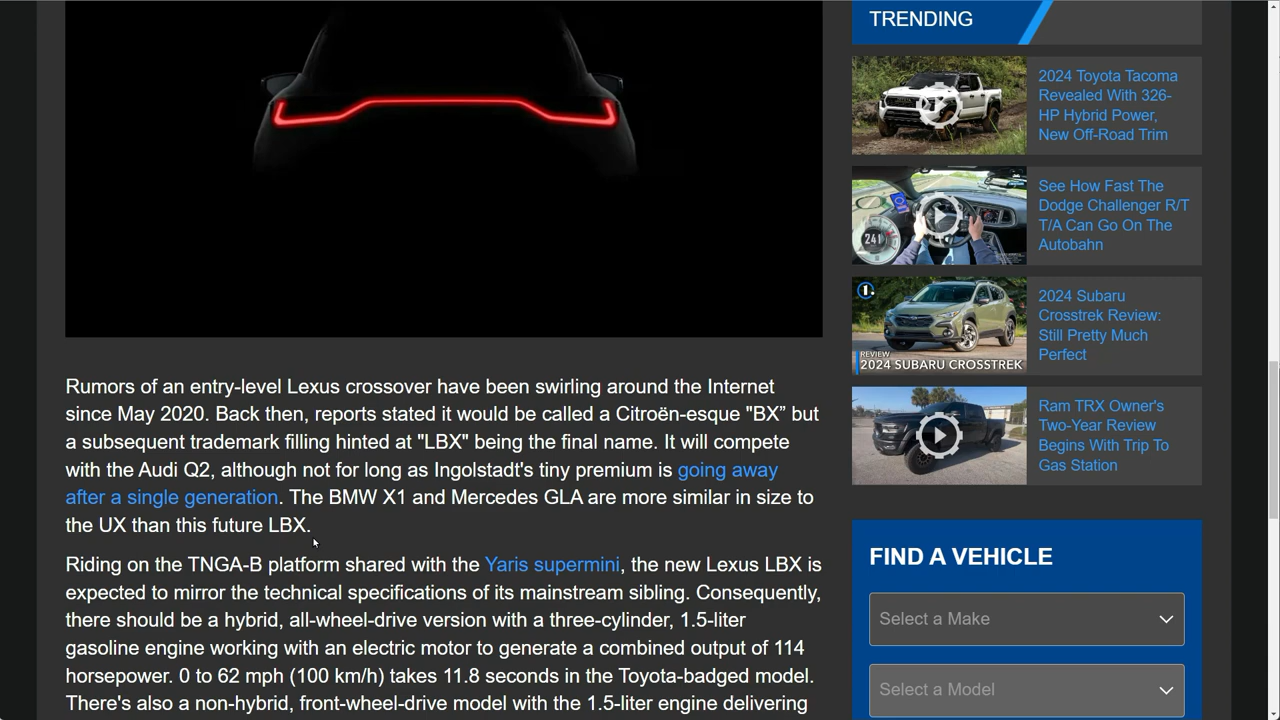 Rumors of an entry-level Lexus crossover have been swirling around the Internet
since May 2020. Back then, reports stated it would be called a Citroën-esque "BX” but
a subsequent trademark filling hinted at "LBX" being the final name. It will compete
with the Audi Q2, although not for long as Ingolstadt's tiny premium is going away
after a single generation. The BMW X1 and Mercedes GLA are more similar in size to
the UX than this future LBX.
Riding on the TNGA-B platform shared with the Yaris supermini, the new Lexus LBX is
expected to mirror the technical specifications of its mainstream sibling. Consequently,
there should be a hybrid, all-wheel-drive version with a three-cylinder, 1.5-liter
gasoline engine working with an electric motor to generate a combined output of 114
horsepower. 0 to 62 mph (100 km/h) takes 11.8 seconds in the Toyota-badged model.
There's also a non-hybrid, front-wheel-drive model with the 1.5-liter engine delivering
TRENDING
2024 Toyota Tacoma
Revealed With 326-
HP Hybrid Power,
New Off-Road Trim
241
See How Fast The
Dodge Challenger R/T
T/A Can Go On The
Autobahn
1.
REVIEW
2024 SUBARU CROSSTREK
2024 Subaru
Crosstrek Review:
Still Pretty Much
Perfect
Ram TRX Owner's
Two-Year Review
Begins With Trip To
Gas Station
FIND A VEHICLE
Select a Make
Select a Model